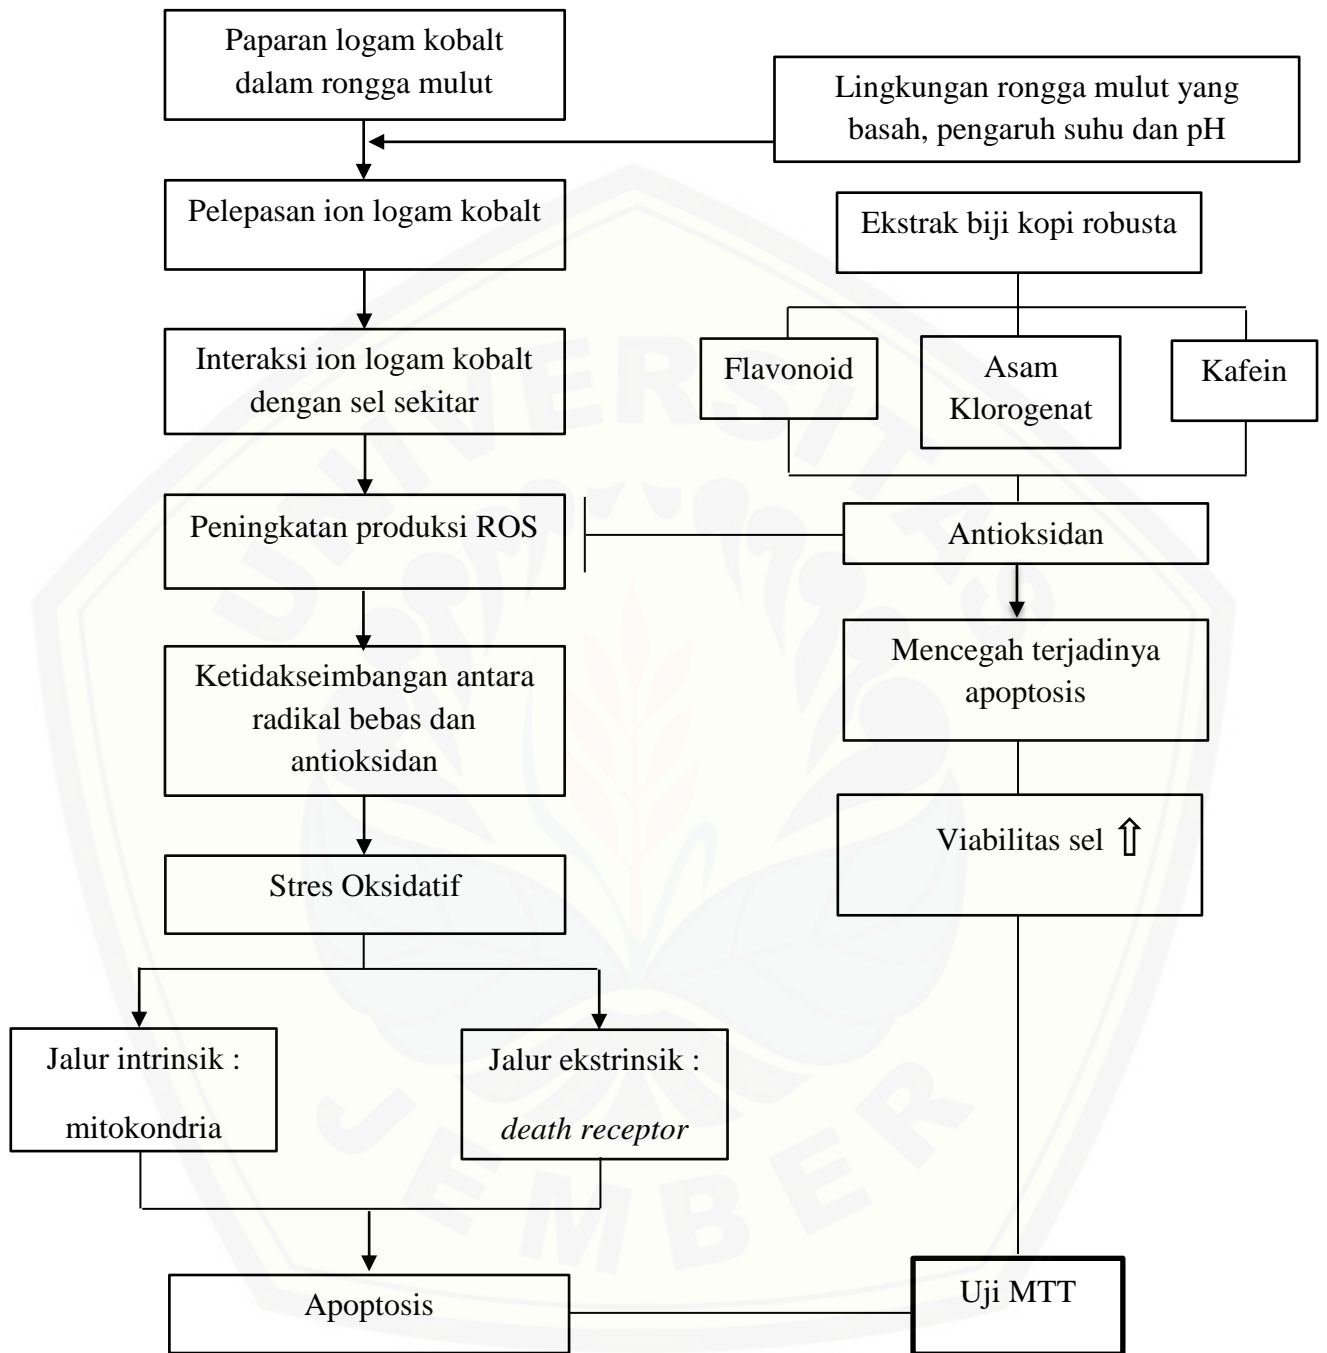 Paparan logam kobalt
dalam rongga mulut
Lingkungan rongga mulut yang
basah, pengaruh suhu dan pH
Pelepasan ion logam kobalt
Ekstrak biji kopi robusta
Interaksi ion logam kobalt
dengan sel sekitar
Flavonoid
Asam
Klorogenat
Kafein
Peningkatan produksi ROS
Antioksidan
Ketidakseimbangan antara
radikal bebas dan
antioksidan
Mencegah terjadinya
apoptosis
Viabilitas sel ⇧
Stres Oksidatif
Jalur intrinsik :
mitokondria
Jalur ekstrinsik :
death receptor
Apoptosis
Uji MTT
UNIVERSITAS
JEMBER